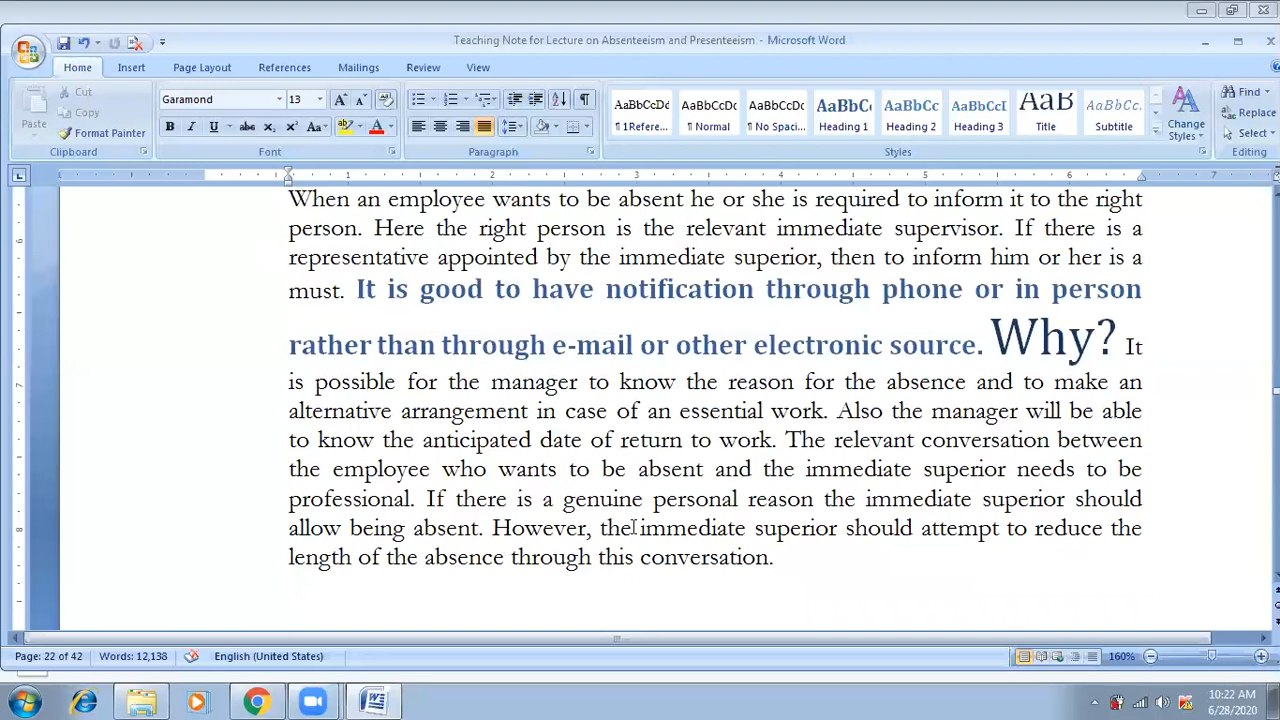 Teaching Note for Lecture on Absenteeism and Presenteeism - Microsoft Word
Home Insert Page Layout References Mailings Review View
Paste
Cut
Copy
Format Painter
Clipboard
Garamond 13
Font
Paragraph
AaBbCcDd AaBbCcDc AaBbCcDc AaBbCc AaBbCc AaBbCcI AaB AaBbCc.
¶ 1Refere... ¶ Normal ¶ No Spaci... Heading 1 Heading 2 Heading 3 Title Subtitle
Styles
Change Styles
Find
Replace
Select
Editing
1 2 3 4 5 6 7
When an employee wants to be absent he or she is required to inform it to the right
person. Here the right person is the relevant immediate supervisor. If there is a
representative appointed by the immediate superior, then to inform him or her is a
must. It is good to have notification through phone or in person
rather than through e-mail or other electronic source. Why? It
is possible for the manager to know the reason for the absence and to make an
alternative arrangement in case of an essential work. Also the manager will be able
to know the anticipated date of return to work. The relevant conversation between
the employee who wants to be absent and the immediate superior needs to be
professional. If there is a genuine personal reason the immediate superior should
allow being absent. However, the immediate superior should attempt to reduce the
length of the absence through this conversation.
Page: 22 of 42 Words: 12,138 English (United States) 160%
10:22 AM
6/28/2020